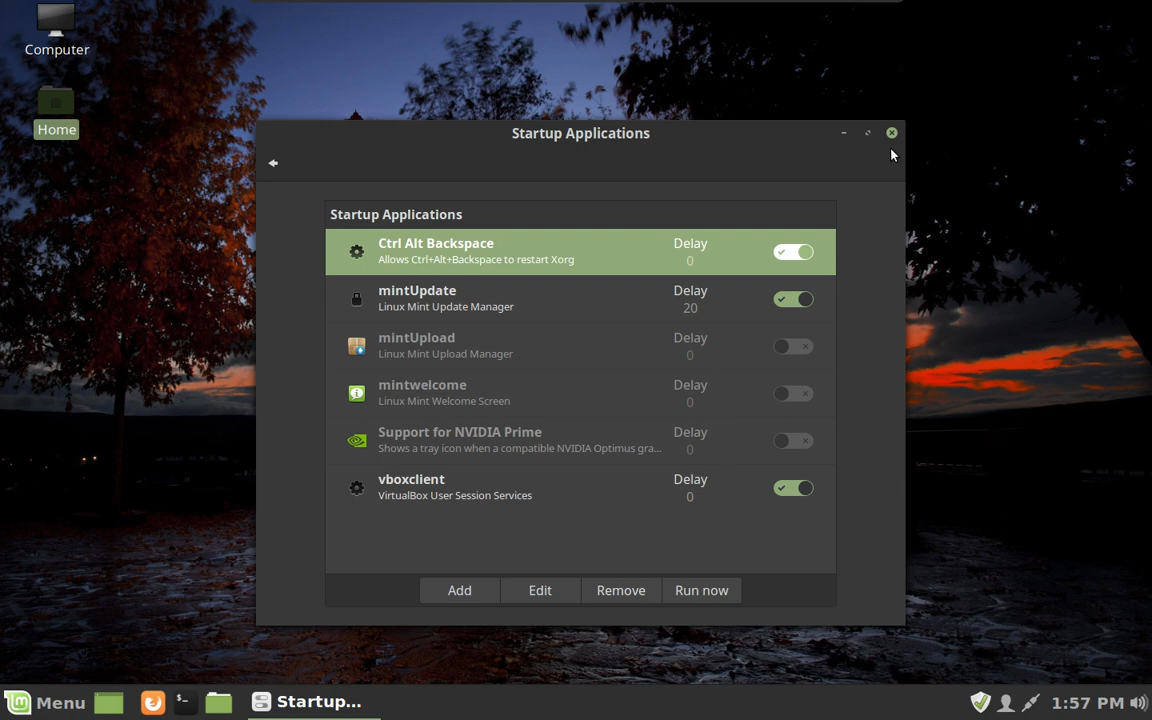 Computer
Home
Startup Applications
Startup Applications
Ctrl Alt Backspace
Allows Ctrl+Alt+Backspace to restart Xorg
Delay
0
mintUpdate
Linux Mint Update Manager
Delay
20
mintUpload
Linux Mint Upload Manager
Delay
0
mintwelcome
Linux Mint Welcome Screen
Delay
0
Support for NVIDIA Prime
Shows a tray icon when a compatible NVIDIA Optimus gra...
Delay
0
vboxclient
VirtualBox User Session Services
Delay
0
Add Edit Remove Run now
Menu Startup... 1:57 PM